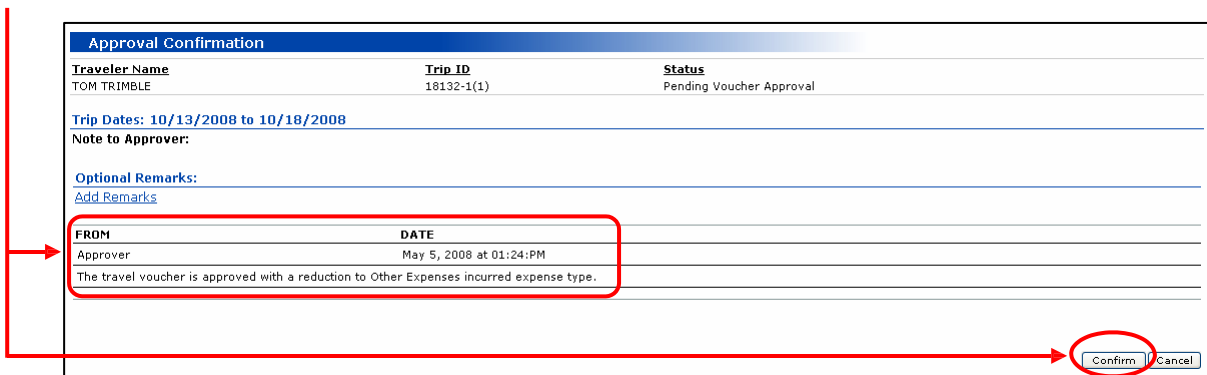 Approval Confirmation
Traveler Name Trip ID Status
TOM TRIMBLE 18132-1(1) Pending Voucher Approval
Trip Dates: 10/13/2008 to 10/18/2008
Note to Approver:
Optional Remarks:
Add Remarks
FROM DATE
Approver May 5, 2008 at 01:24:PM
The travel voucher is approved with a reduction to Other Expenses incurred expense type.
Confirm Cancel